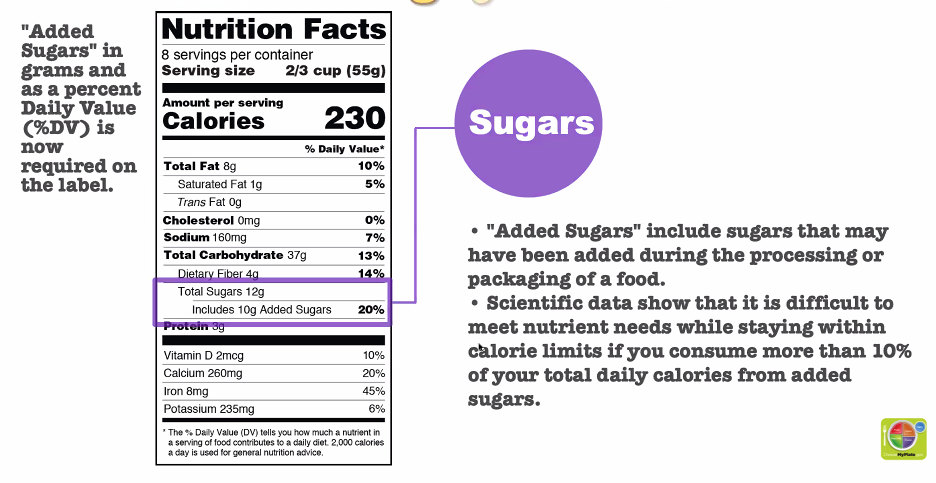 "Added
Sugars" in
grams and
as a percent
Daily Value
(%DV) is
now
required on
the label.
Nutrition Facts
8 servings per container
Serving size 2/3 cup (55g)
Amount per serving
Calories 230
% Daily Value*
Total Fat 8g 10%
Saturated Fat 1g 5%
Trans Fat 0g
Cholesterol 0mg 0%
Sodium 160mg 7%
Total Carbohydrate 37g 13%
Dietary Fiber 4g 14%
Total Sugars 12g
Includes 10g Added Sugars 20%
Protein 3g
Vitamin D 2mcg 10%
Calcium 260mg 20%
Iron 8mg 45%
Potassium 235mg 6%
* The % Daily Value (DV) tells you how much a nutrient in
a serving of food contributes to a daily diet. 2,000 calories
a day is used for general nutrition advice.
Sugars
• "Added Sugars" include sugars that may
have been added during the processing or
packaging of a food.
• Scientific data show that it is difficult to
meet nutrient needs while staying within
calorie limits if you consume more than 10%
of your total daily calories from added
sugars.
MyPlate